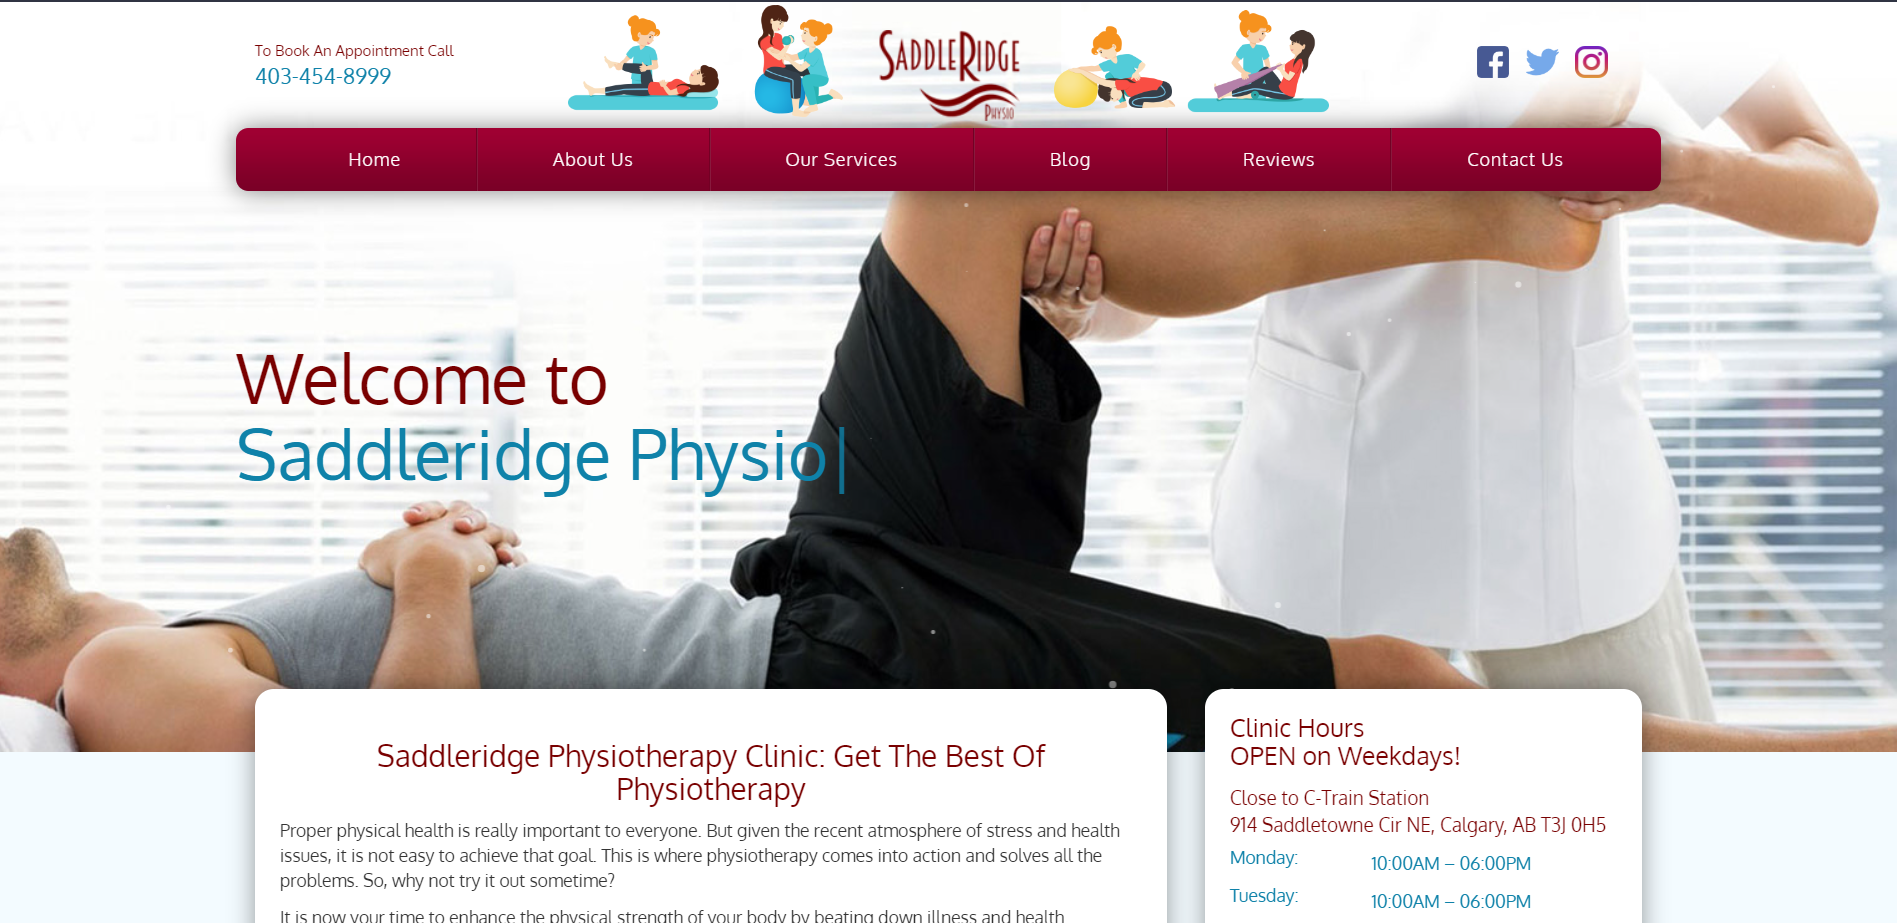 To Book An Appointment Call
403-454-8999
SADDLERIDGE
PHYSIO
Home
About Us
Our Services
Blog
Reviews
Contact Us
Welcome to
Saddleridge Physio|
Saddleridge Physiotherapy Clinic: Get The Best Of
Physiotherapy
Proper physical health is really important to everyone. But given the recent atmosphere of stress and health
issues, it is not easy to achieve that goal. This is where physiotherapy comes into action and solves all the
problems. So, why not try it out sometime?
It is now your time to enhance the physical strength of your body by beating down illness and health
Clinic Hours
OPEN on Weekdays!
Close to C-Train Station
914 Saddletowne Cir NE, Calgary, AB T3J 0H5
Monday: 10:00AM – 06:00PM
Tuesday: 10:00AM – 06:00PM